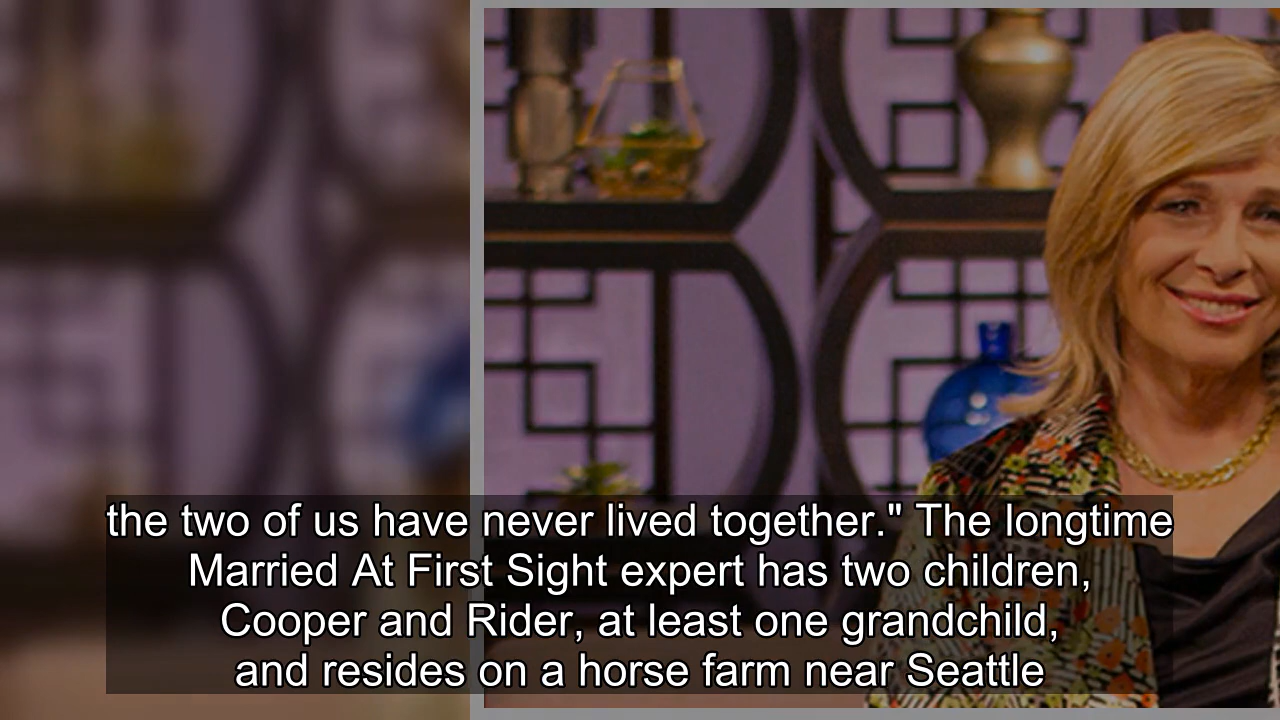 the two of us have never lived together." The longtime
Married At First Sight expert has two children,
Cooper and Rider, at least one grandchild,
and resides on a horse farm near Seattle